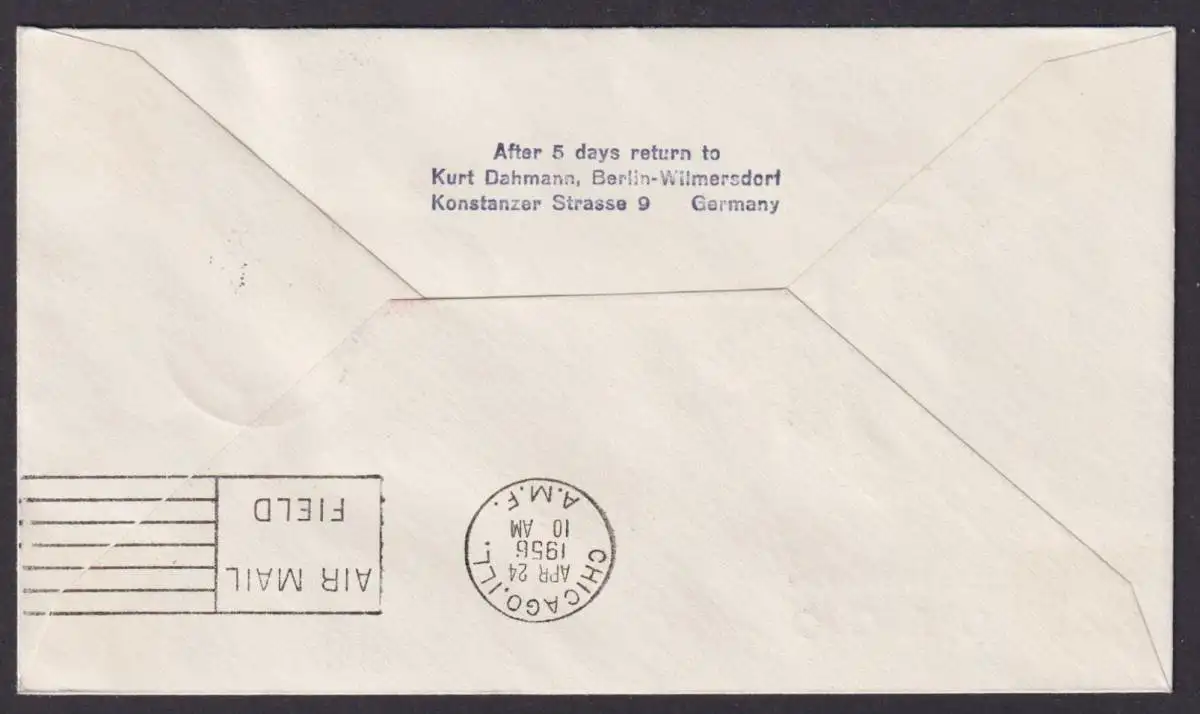 After 5 days return to
Kurt Dahmann, Berlin-Wilmersdorf
Konstanzer Strasse 9 Germany
AIR MAIL
FIELD
CHICAGO, ILL.
APR 24
1956
10 AM
A.M.F.